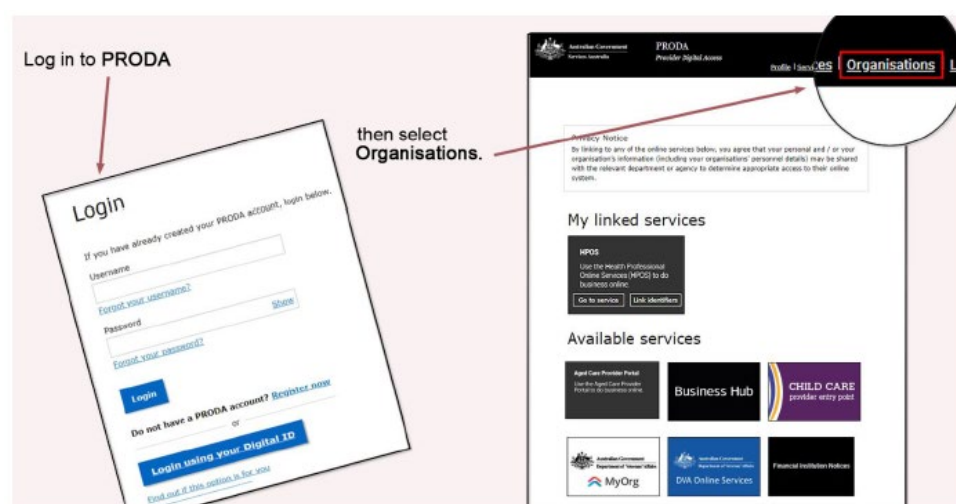 Log in to PRODA
Login
If you have already created your PRODA account, login below.
Username
Forgot your username?
Password
Show
Forgot your password?
Login
Do not have a PRODA account? Register now
or
Login using your Digital ID
Find out if this option is for you
then select
Organisations.
Australian Government
Services Australia
PRODA
Provider Digital Access
Profile | Serv
ces | Organisations | L
Privacy Notice
By linking to any of the online services below, you agree that your personal and / or your
organisation's information (including your organisations' personnel details) may be shared
with the relevant department or agency to determine appropriate access to their online
system.
My linked services
HPOS
Use the Health Professional
Online Services (HPOS) to do
business online
Go to service
Link identifiers
Available services
Aged Care Provider Portal
Use the Aged Care Provider
Portal to do business online.
Business Hub
CHILD CARE
provider entry point
Australian Government
Department of Veterans' Affairs
MyOrg
Australian Government
Department of Veterans' Affairs
DVA Online Services
Financial Institution Notices